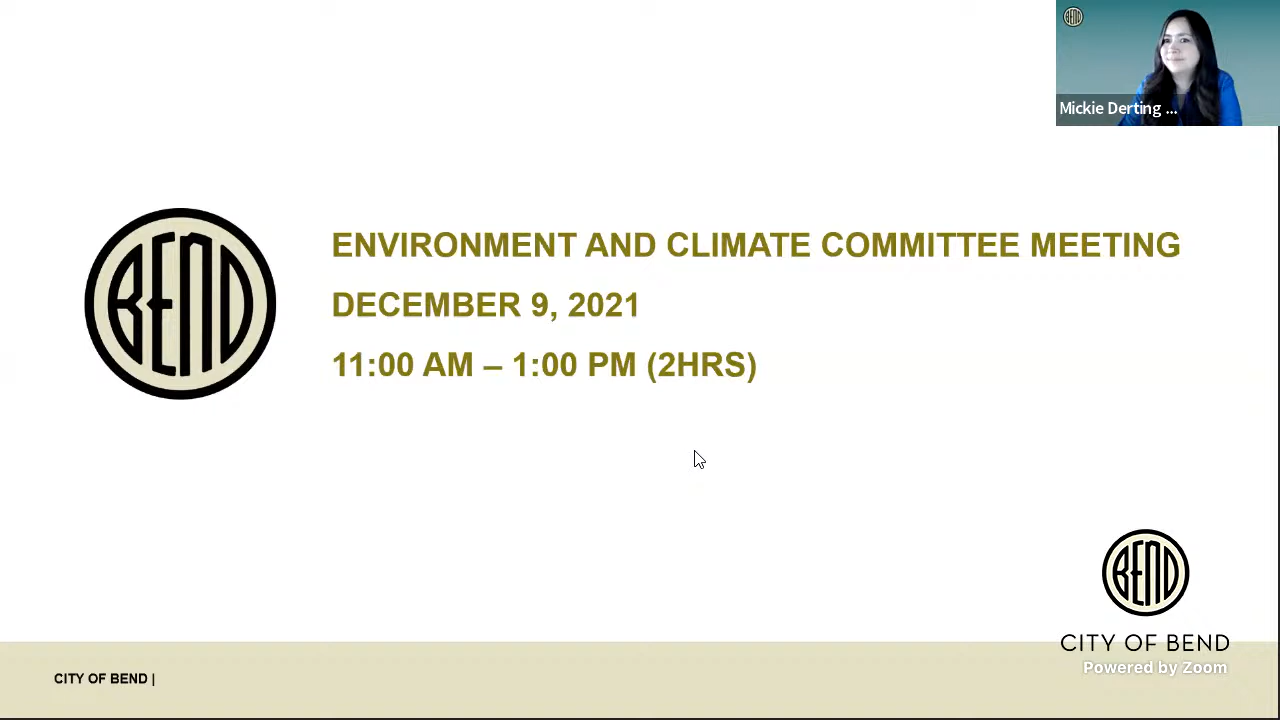 BEND
Mickie Derting ...
BEND
ENVIRONMENT AND CLIMATE COMMITTEE MEETING
DECEMBER 9, 2021
11:00 AM – 1:00 PM (2HRS)
BEND
CITY OF BEND
Powered by Zoom
CITY OF BEND |